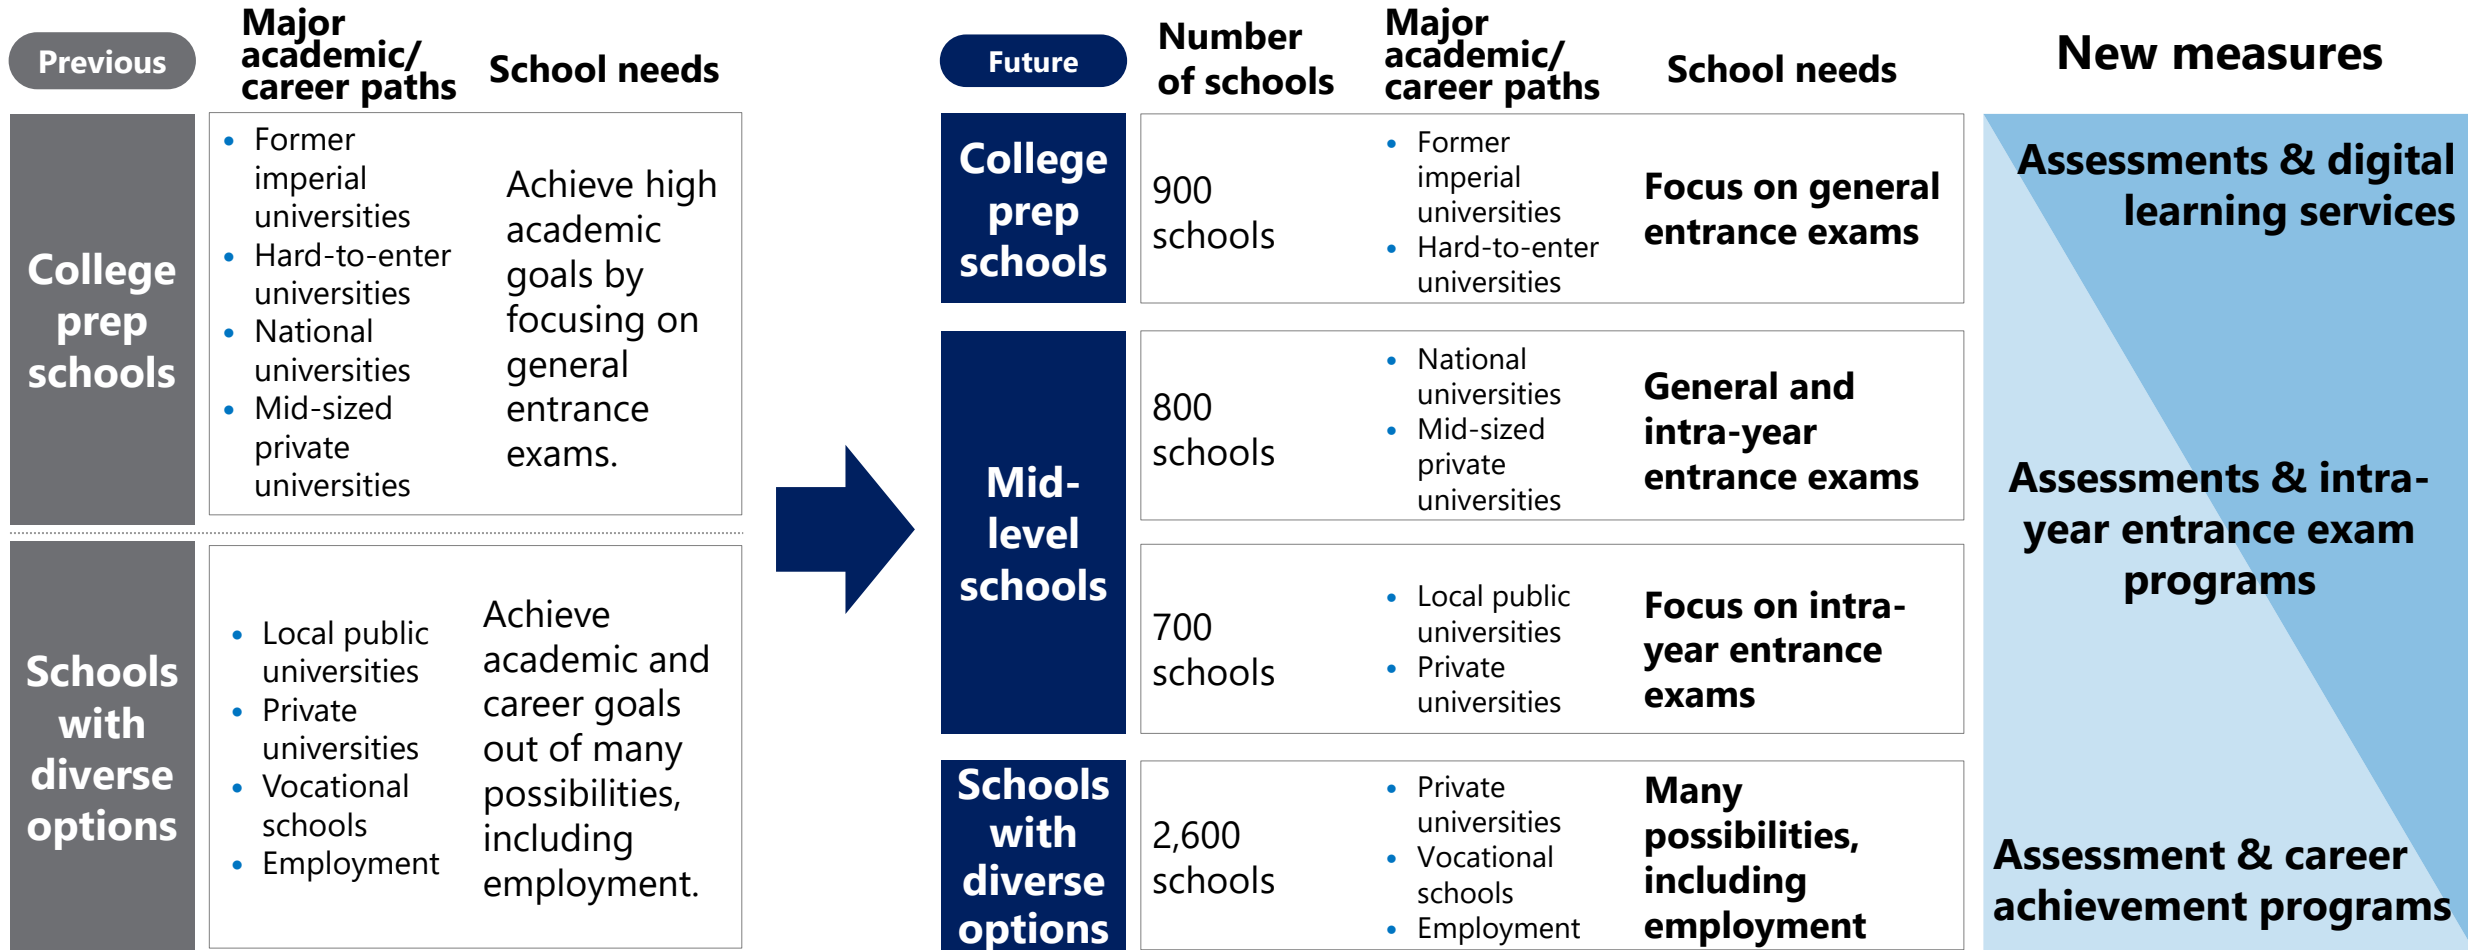 Previous
Major
academic/
career paths
School needs
College
prep
schools
• Former
imperial
universities
• Hard-to-enter
universities
• National
universities
• Mid-sized
private
universities
Achieve high
academic
goals by
focusing on
general
entrance
exams.
Schools
with
diverse
options
• Local public
universities
• Private
universities
• Vocational
schools
• Employment
Achieve
academic and
career goals
out of many
possibilities,
including
employment.
Future
Number
of schools
Major
academic/
career paths
School needs
New measures
College
prep
schools
900
schools
• Former
imperial
universities
• Hard-to-enter
universities
Focus on general
entrance exams
Mid-
level
schools
800
schools
• National
universities
• Mid-sized
private
universities
General and
intra-year
entrance exams
700
schools
• Local public
universities
• Private
universities
Focus on intra-
year entrance
exams
Schools
with
diverse
options
2,600
schools
• Private
universities
• Vocational
schools
• Employment
Many
possibilities,
including
employment
Assessments & digital
learning services
Assessments & intra-
year entrance exam
programs
Assessment & career
achievement programs